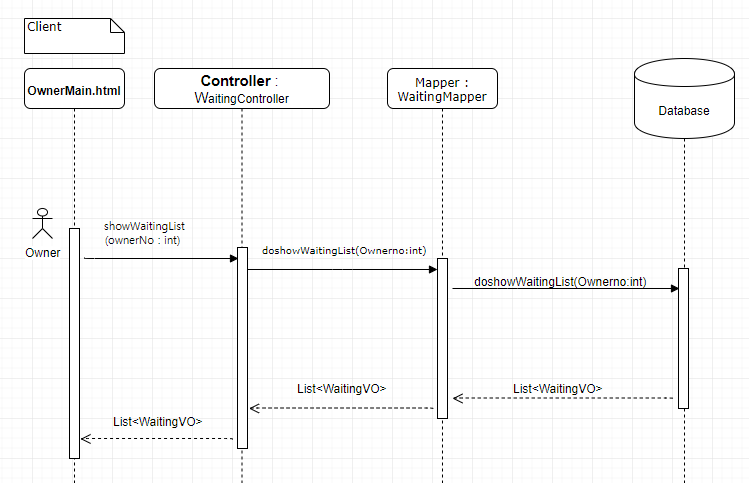 Client
OwnerMain.html
Controller :
WaitingController
Mapper :
WaitingMapper
Database
Owner
showWaitingList
(ownerNo : int)
doshowWaitingList(Ownerno:int)
doshowWaitingList(Ownerno:int)
List<WaitingVO>
List<WaitingVO>
List<WaitingVO>